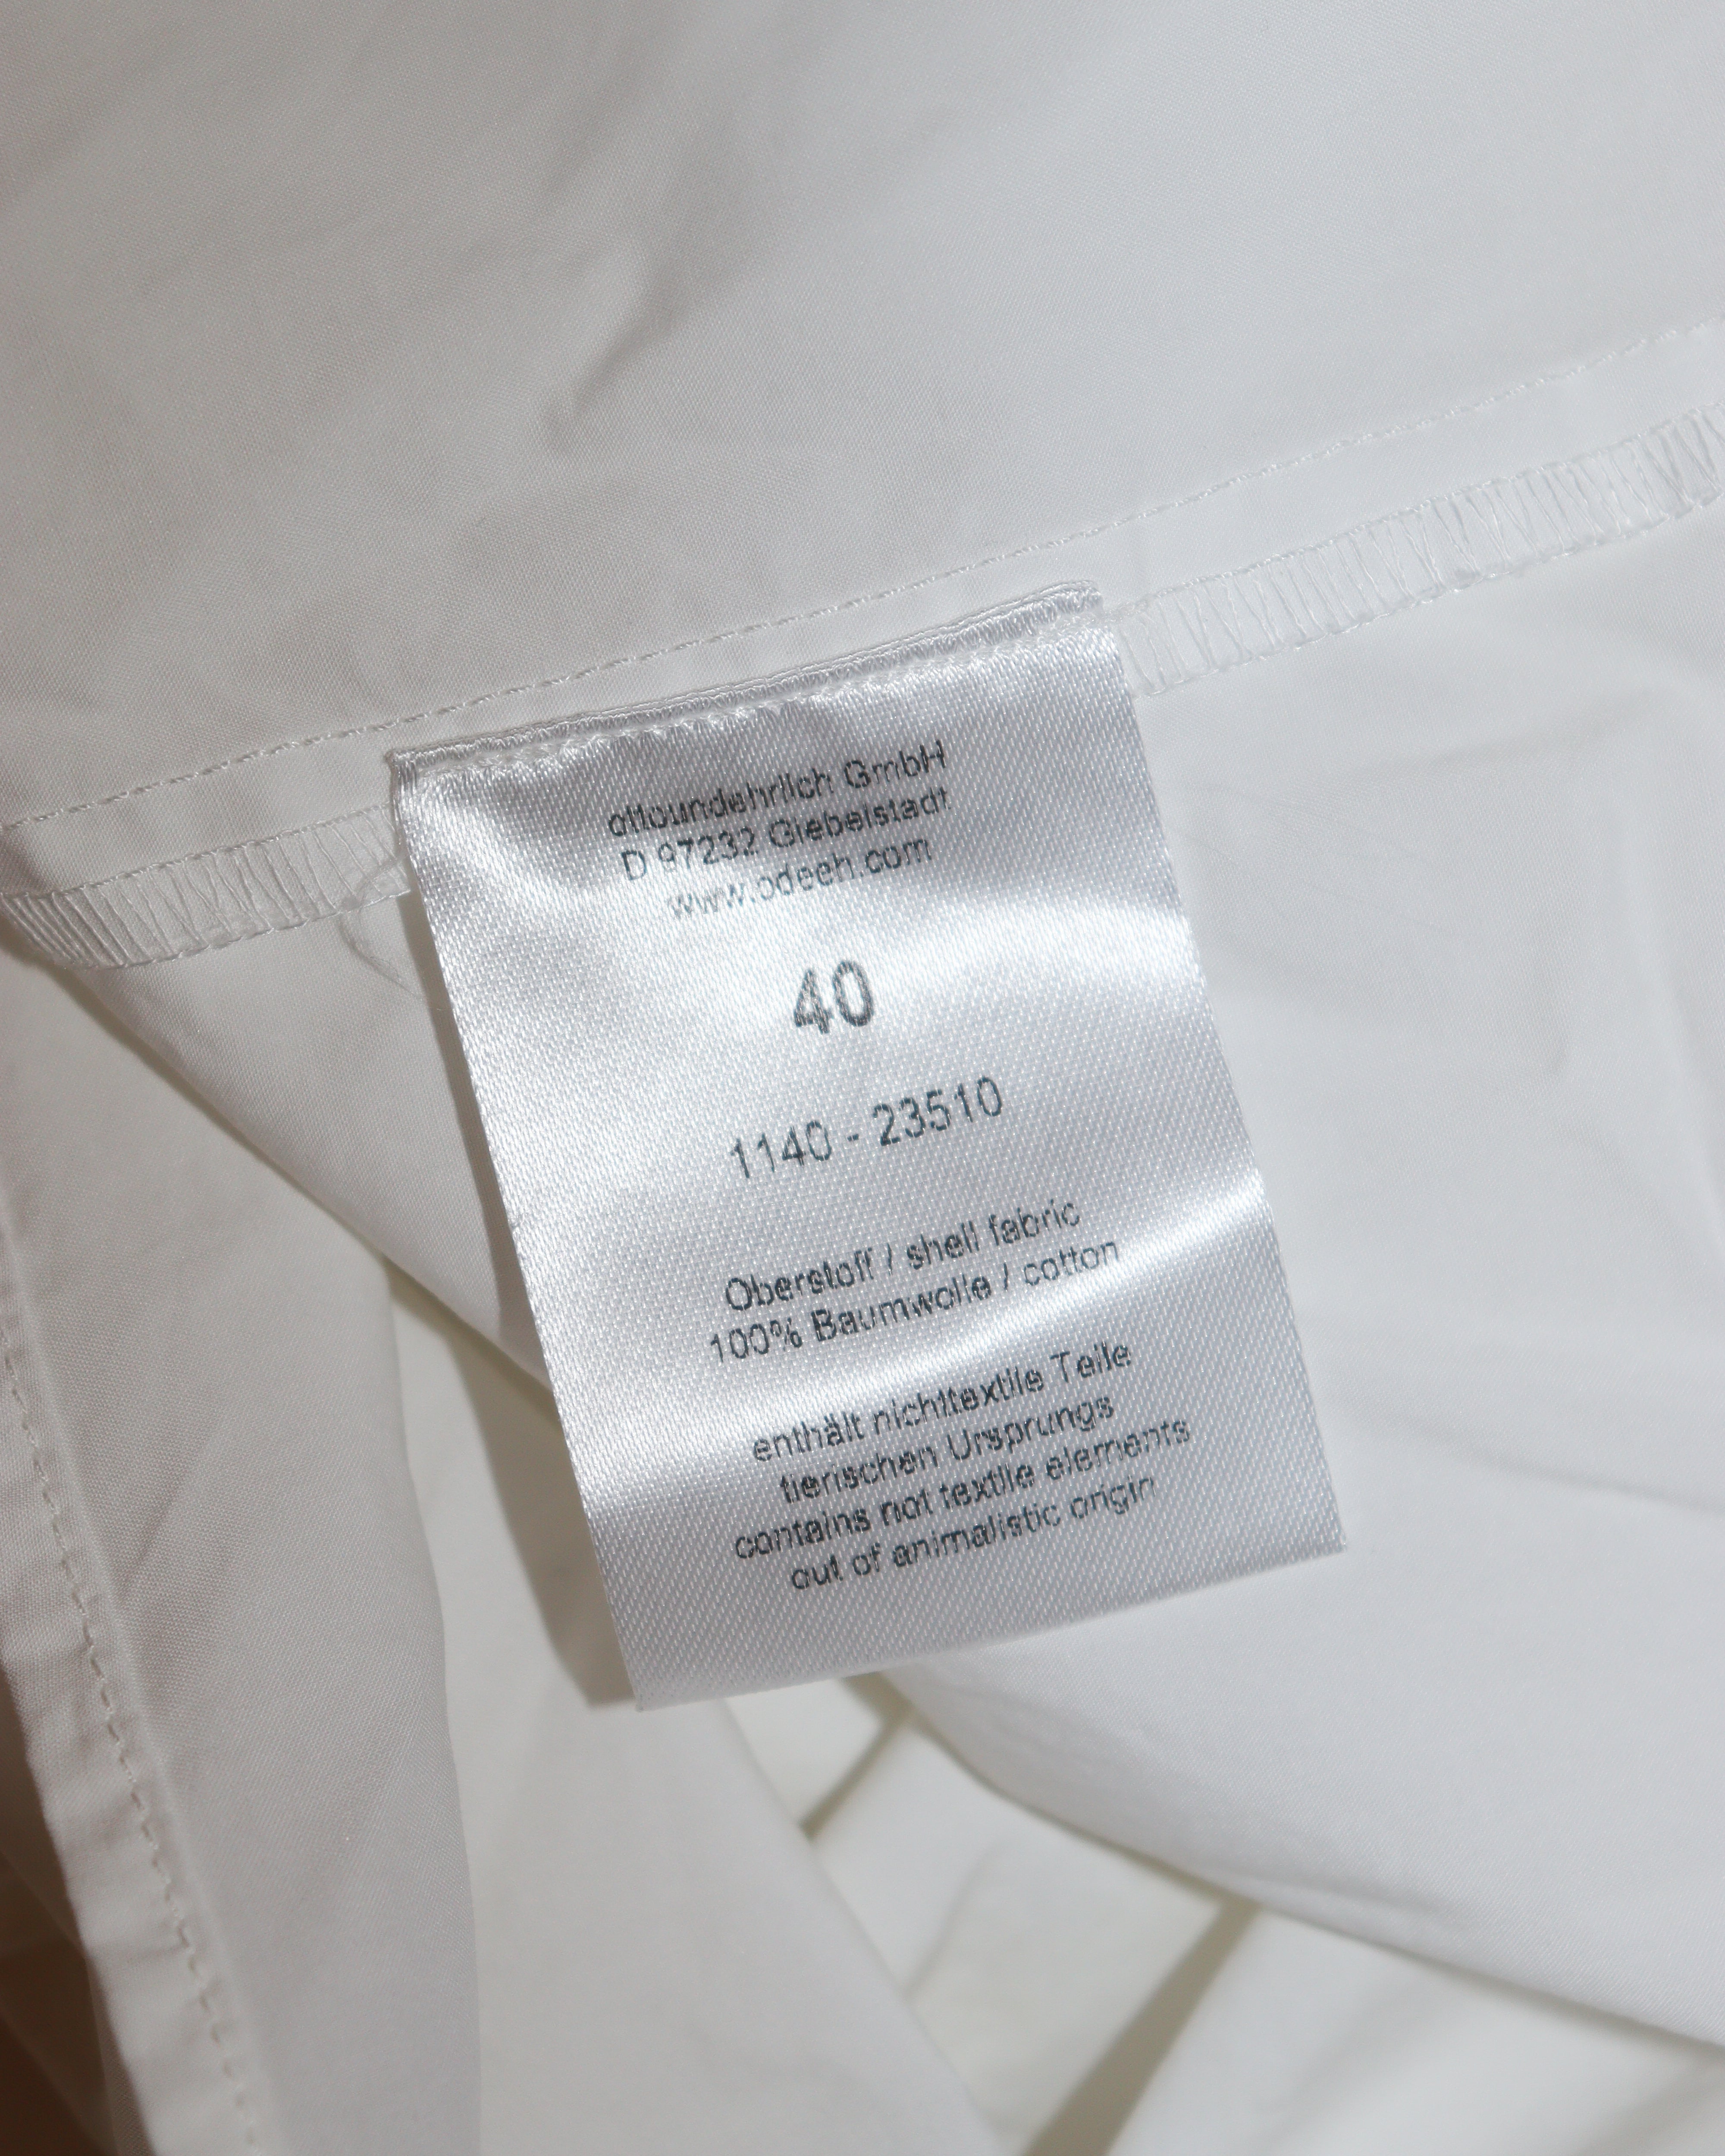 ottoundehrlich GmbH
D 97232 Giebelstadt
www.odeeh.com
40
1140 - 23510
Oberstoff / shell fabric
100% Baumwolle / cotton
enthält nichttextile Teile
tierischen Ursprungs
contains not textile elements
out of animalistic origin